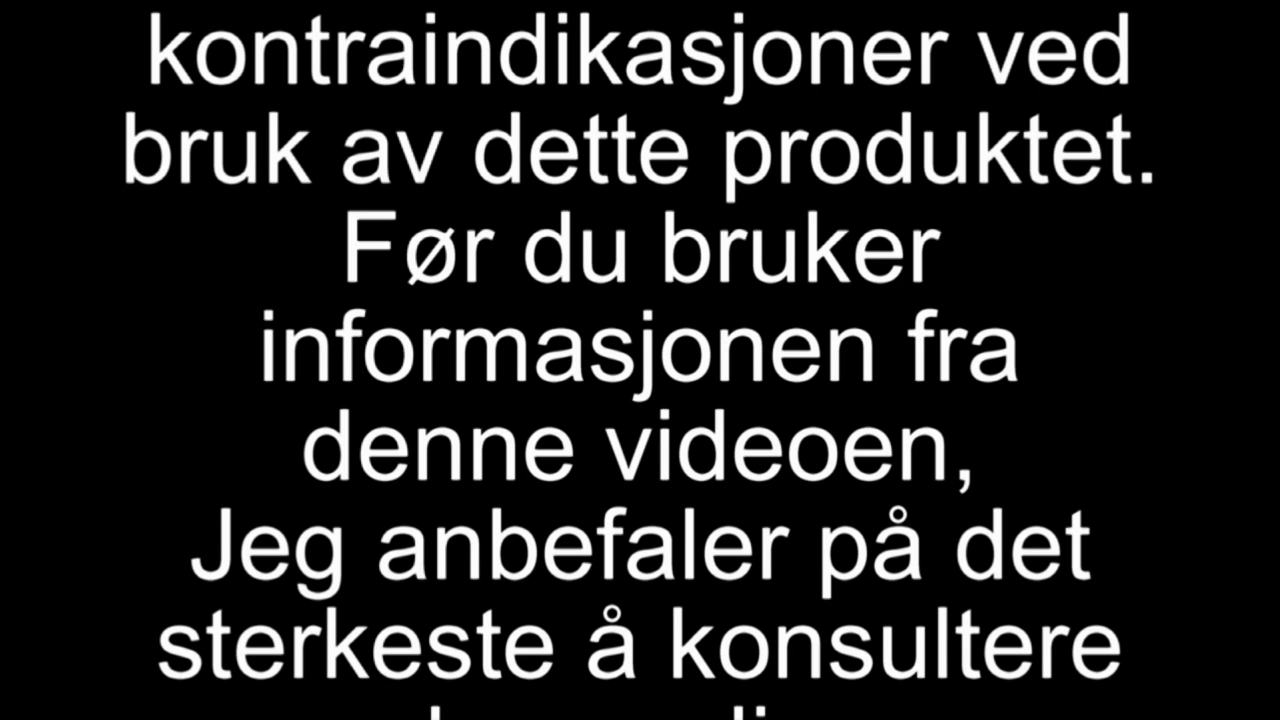 kontraindikasjoner ved
bruk av dette produktet.
Før du bruker
informasjonen fra
denne videoen,
Jeg anbefaler på det
sterkeste å konsultere